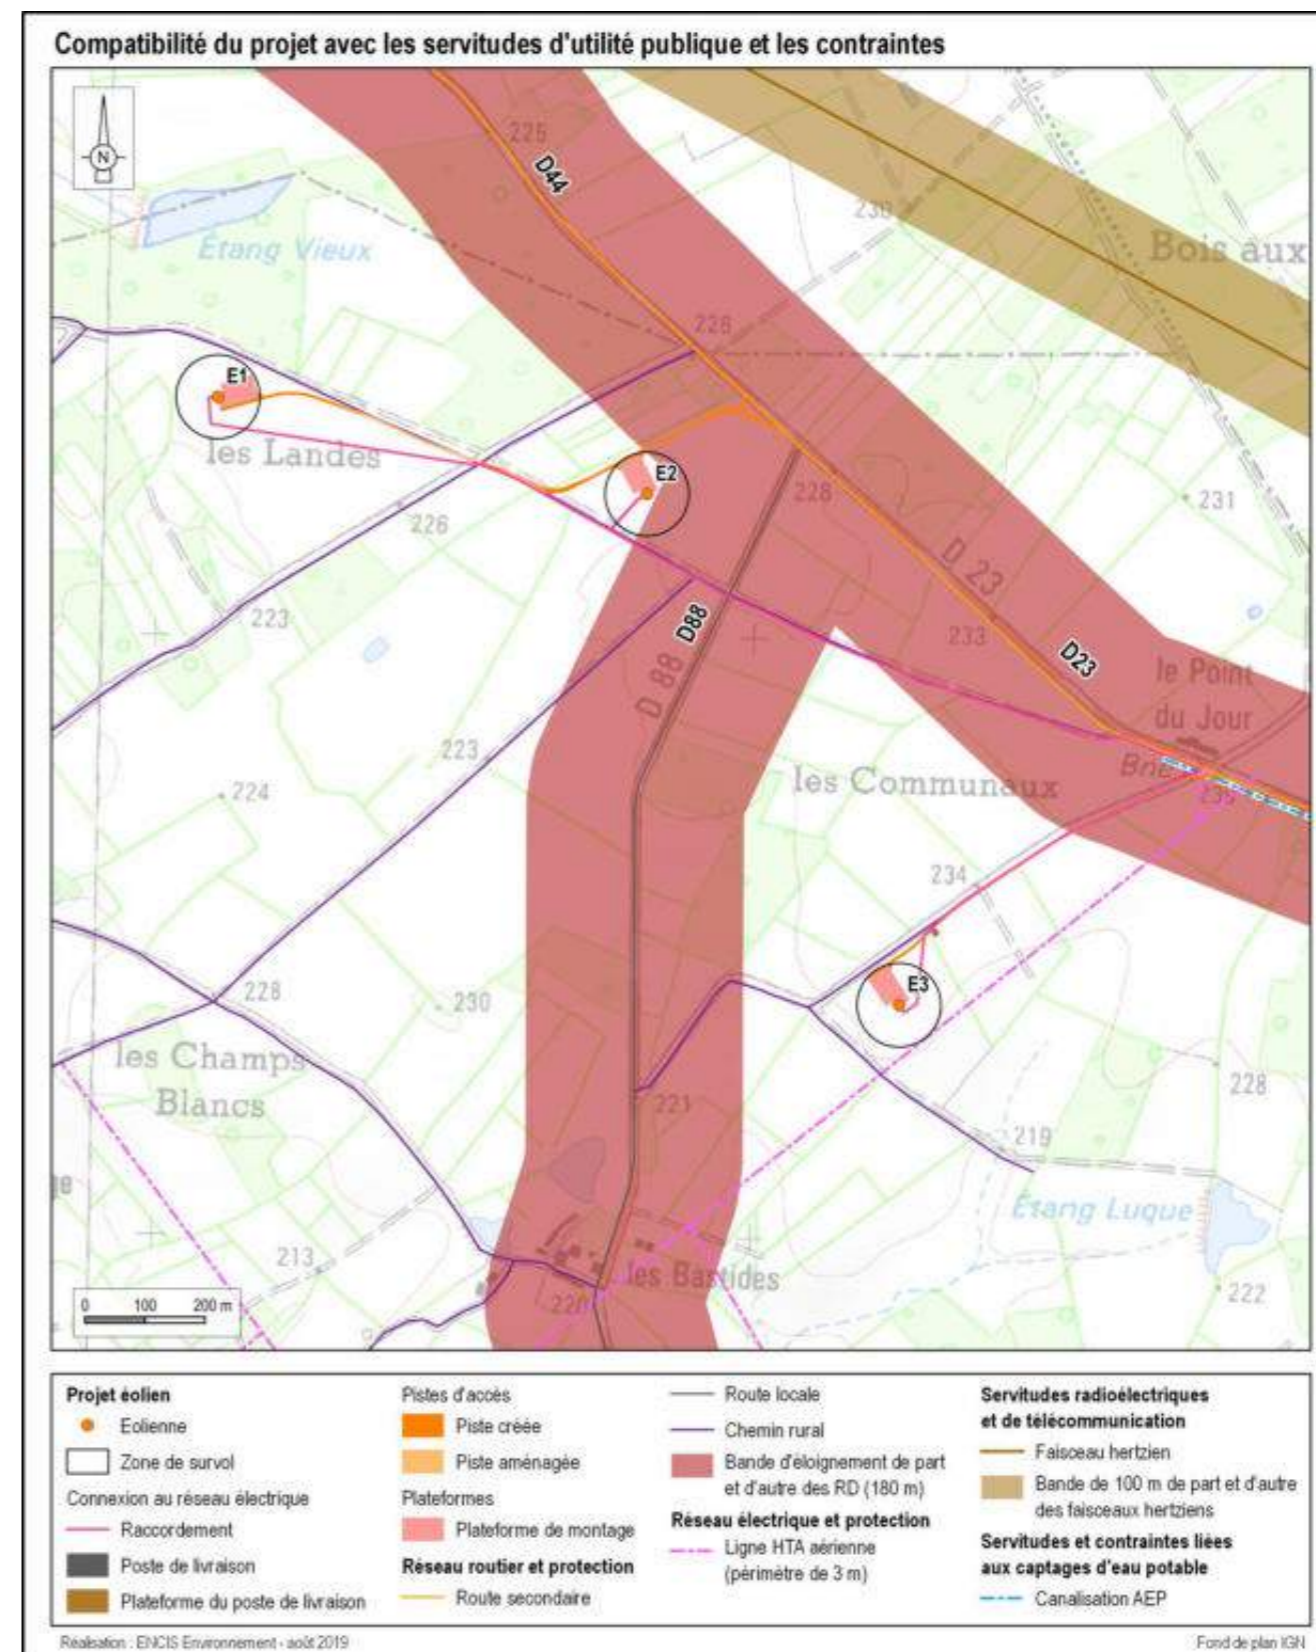 Compatibilité du projet avec les servitudes d'utilité publique et les contraintes
N
225
D44
230
Étang Vieux
Bois aux
226
E1
les Landes
E2
228
231
226
D 23
223
D88
233
D23
D 88
le Point
du Jour
223
Brie
224
les Communaux
235
234
228
230
E3
les Champs
Blancs
221
228
219
Étang Luque
213
les Bastides
220
222
0 100 200 m
Projet éolien
Eolienne
Zone de survol
Connexion au réseau électrique
Raccordement
Poste de livraison
Plateforme du poste de livraison
Pistes d'accès
Piste créée
Piste aménagée
Plateformes
Plateforme de montage
Réseau routier et protection
Route secondaire
Route locale
Chemin rural
Bande d'éloignement de part
et d'autre des RD (180 m)
Réseau électrique et protection
Ligne HTA aérienne
(périmètre de 3 m)
Servitudes radioélectriques
et de télécommunication
Faisceau hertzien
Bande de 100 m de part et d'autre
des faisceaux hertziens
Servitudes et contraintes liées
aux captages d'eau potable
Canalisation AEP
Réalisation : ENCIS Environnement - août 2019
Fond de plan IGN